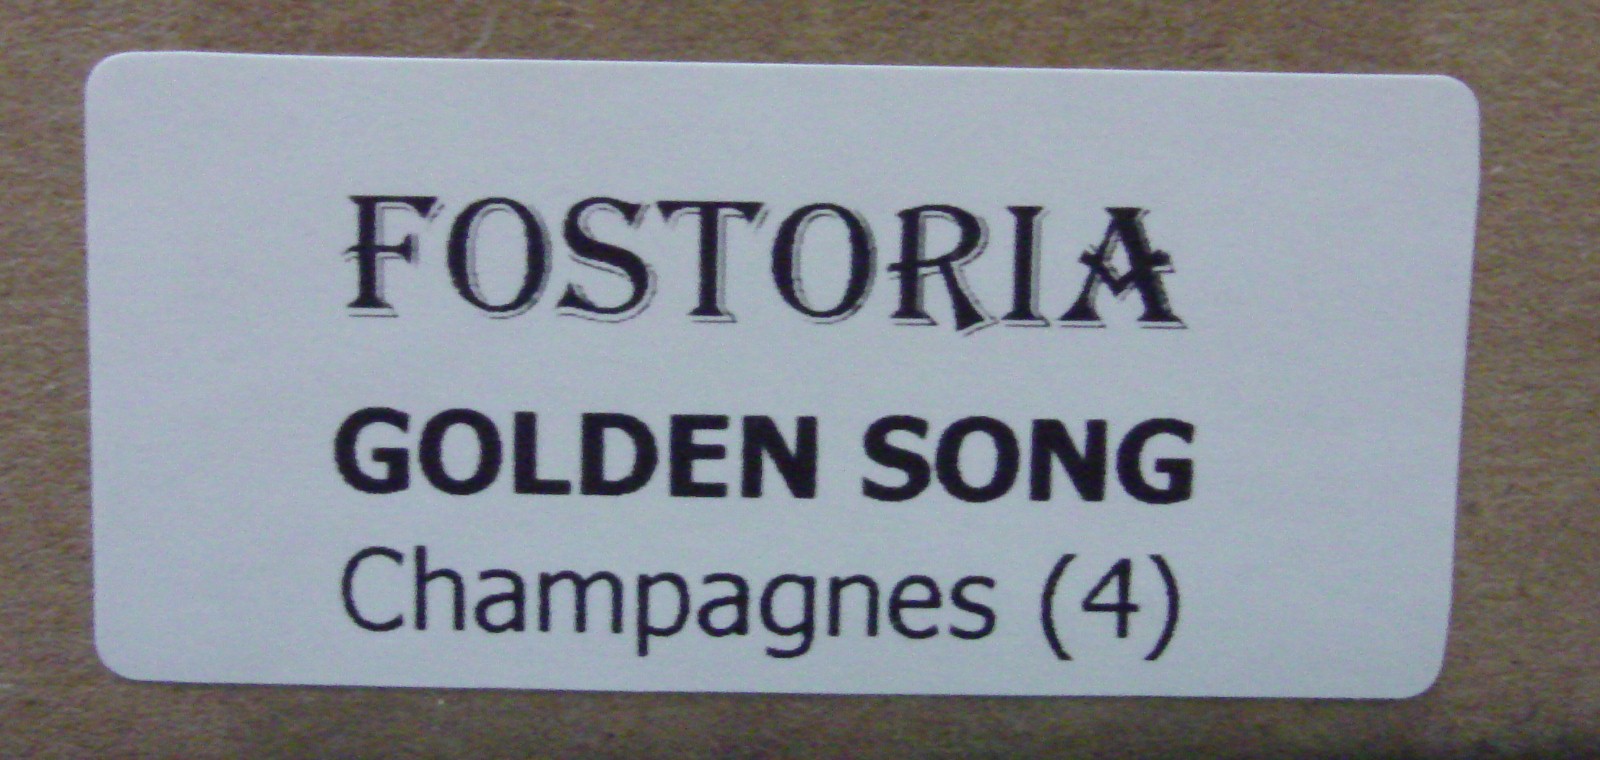 FOSTORIA
GOLDEN SONG
Champagnes (4)